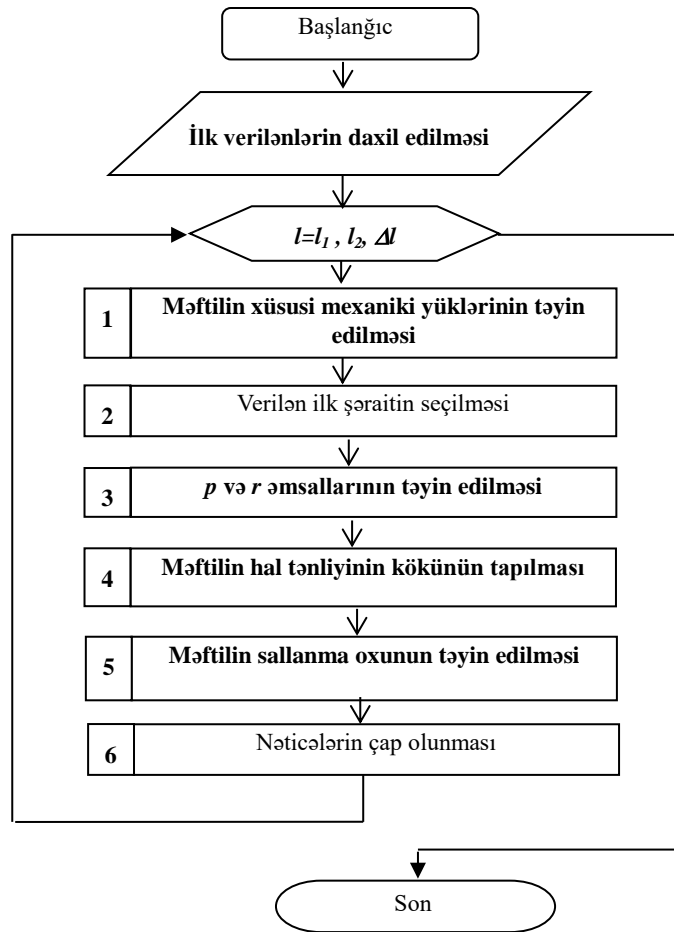 Başlanğıc
İlk verilənlərin daxil edilməsi
l=l₁ , l₂, Δl
1
Məftilin xüsusi mexaniki yüklərinin təyin
edilməsi
2
Verilən ilk şəraitin seçilməsi
3
p və r əmsallarının təyin edilməsi
4
Məftilin hal tənliyinin kökünün tapılması
5
Məftilin sallanma oxunun təyin edilməsi
6
Nəticələrin çap olunması
Son